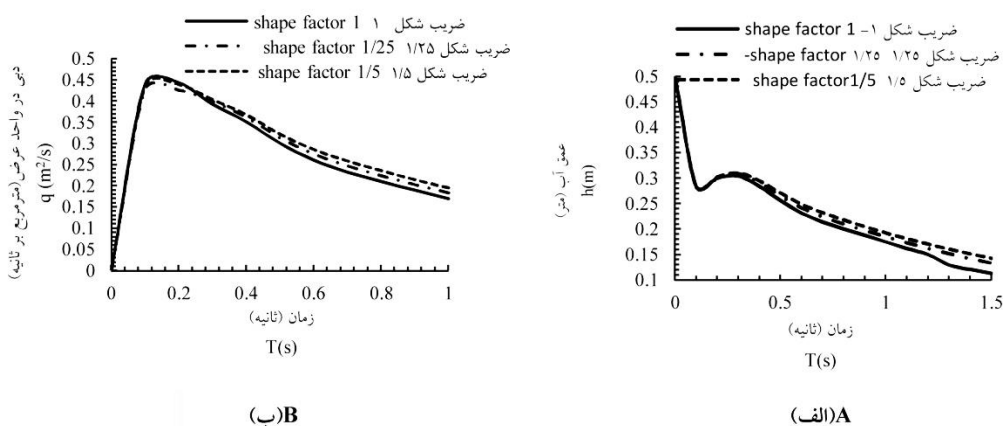 shape factor 1 ۱ ضریب شکل
shape factor 1/25 ۱/۲۵ ضریب شکل
shape factor 1/5 ۱/۵ ضریب شکل
دبی در واحد عرض(مترمربع بر ثانیه)
q (m²/s)
0.45
0.45
0.35
0.35
0.3
0.2
0.15
0.15
0.05
0
0 0.2 0.4 0.6 0.8 1
زمان (ثانیه)
T(s)
B(ب)
shape factor 1 -۱ ضریب شکل
-shape factor ۱/۲۵ ۱/۲۵ ضریب شکل
shape factor1/5 ۱/۵ ضریب شکل
عمق آب (متر)
h(m)
0.5
0.45
0.4
0.35
0.3
0.25
0.2
0.15
0.1
0 0.5 1 1.5
زمان (ثانیه)
T(s)
A(الف)